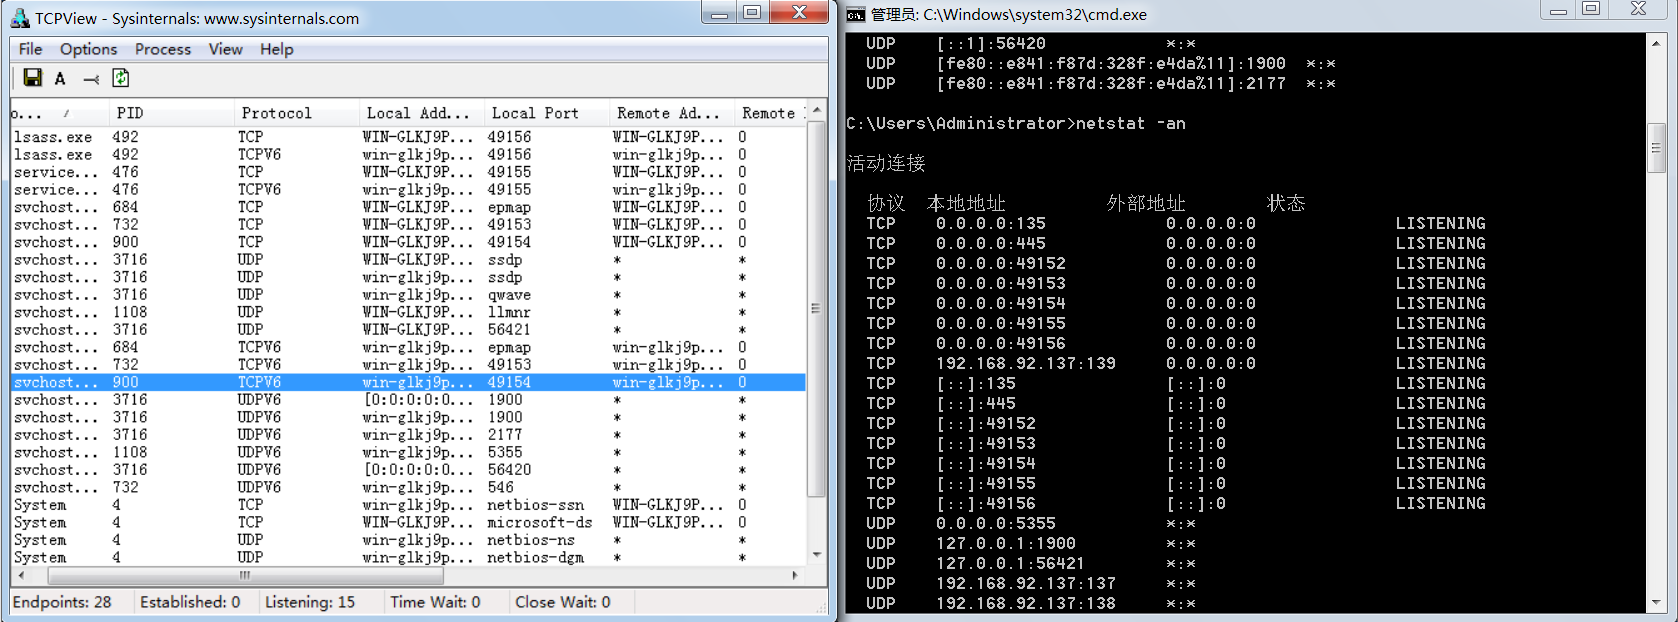 TCPView - Sysinternals: www.sysinternals.com
File Options Process View Help
A
o... / PID Protocol Local Add... Local Port Remote Ad... Remote
lsass.exe 492 TCP WIN-GLKJ9P... 49156 WIN-GLKJ9P... 0
lsass.exe 492 TCPV6 win-glkj9p... 49156 win-glkj9p... 0
service... 476 TCP WIN-GLKJ9P... 49155 WIN-GLKJ9P... 0
service... 476 TCPV6 win-glkj9p... 49155 win-glkj9p... 0
svchost... 684 TCP WIN-GLKJ9P... epmap WIN-GLKJ9P... 0
svchost... 732 TCP WIN-GLKJ9P... 49153 WIN-GLKJ9P... 0
svchost... 900 TCP WIN-GLKJ9P... 49154 WIN-GLKJ9P... 0
svchost... 3716 UDP WIN-GLKJ9P... ssdp * *
svchost... 3716 UDP win-glkj9p... ssdp * *
svchost... 3716 UDP win-glkj9p... qwave * *
svchost... 1108 UDP WIN-GLKJ9P... llmnr * *
svchost... 3716 UDP WIN-GLKJ9P... 56421 * *
svchost... 684 TCPV6 win-glkj9p... epmap win-glkj9p... 0
svchost... 732 TCPV6 win-glkj9p... 49153 win-glkj9p... 0
svchost... 900 TCPV6 win-glkj9p... 49154 win-glkj9p... 0
svchost... 3716 UDPV6 [0:0:0:0:0... 1900 * *
svchost... 3716 UDPV6 win-glkj9p... 1900 * *
svchost... 3716 UDPV6 win-glkj9p... 2177 * *
svchost... 1108 UDPV6 win-glkj9p... 5355 * *
svchost... 3716 UDPV6 [0:0:0:0:0... 56420 * *
svchost... 732 UDPV6 win-glkj9p... 546 * *
System 4 TCP win-glkj9p... netbios-ssn WIN-GLKJ9P... 0
System 4 TCP WIN-GLKJ9P... microsoft-ds WIN-GLKJ9P... 0
System 4 UDP win-glkj9p... netbios-ns * *
System 4 UDP win-glkj9p... netbios-dgm * *
Endpoints: 28 Established: 0 Listening: 15 Time Wait: 0 Close Wait: 0
管理员: C:\Windows\system32\cmd.exe
UDP [::1]:56420 *:*
UDP [fe80::e841:f87d:328f:e4da%11]:1900 *:*
UDP [fe80::e841:f87d:328f:e4da%11]:2177 *:*
C:\Users\Administrator>netstat -an
活动连接
协议 本地地址 外部地址 状态
TCP 0.0.0.0:135 0.0.0.0:0 LISTENING
TCP 0.0.0.0:445 0.0.0.0:0 LISTENING
TCP 0.0.0.0:49152 0.0.0.0:0 LISTENING
TCP 0.0.0.0:49153 0.0.0.0:0 LISTENING
TCP 0.0.0.0:49154 0.0.0.0:0 LISTENING
TCP 0.0.0.0:49155 0.0.0.0:0 LISTENING
TCP 0.0.0.0:49156 0.0.0.0:0 LISTENING
TCP 192.168.92.137:139 0.0.0.0:0 LISTENING
TCP [::]:135 [::]:0 LISTENING
TCP [::]:445 [::]:0 LISTENING
TCP [::]:49152 [::]:0 LISTENING
TCP [::]:49153 [::]:0 LISTENING
TCP [::]:49154 [::]:0 LISTENING
TCP [::]:49155 [::]:0 LISTENING
TCP [::]:49156 [::]:0 LISTENING
UDP 0.0.0.0:5355 *:*
UDP 127.0.0.1:1900 *:*
UDP 127.0.0.1:56421 *:*
UDP 192.168.92.137:137 *:*
UDP 192.168.92.137:138 *:*